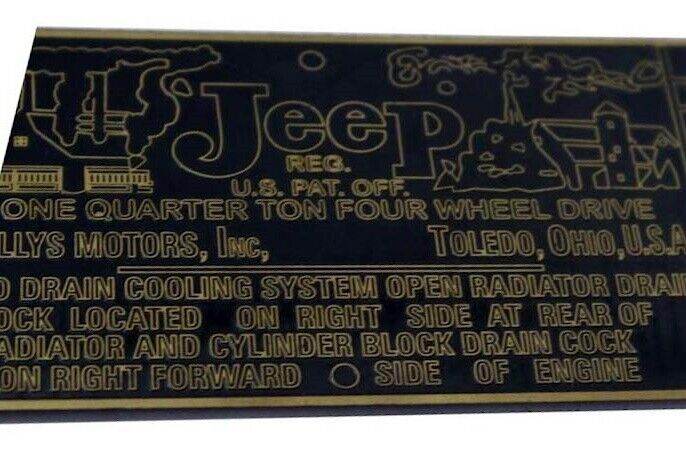 Jeep
REG.
U.S. PAT. OFF.
ONE QUARTER TON FOUR WHEEL DRIVE
LLYS MOTORS, INC, TOLEDO, OHIO, U.S.A
O DRAIN COOLING SYSTEM OPEN RADIATOR DRAIN
OCK LOCATED ON RIGHT SIDE AT REAR OF
ADIATOR AND CYLINDER BLOCK DRAIN COCK
ON RIGHT FORWARD SIDE OF ENGINE